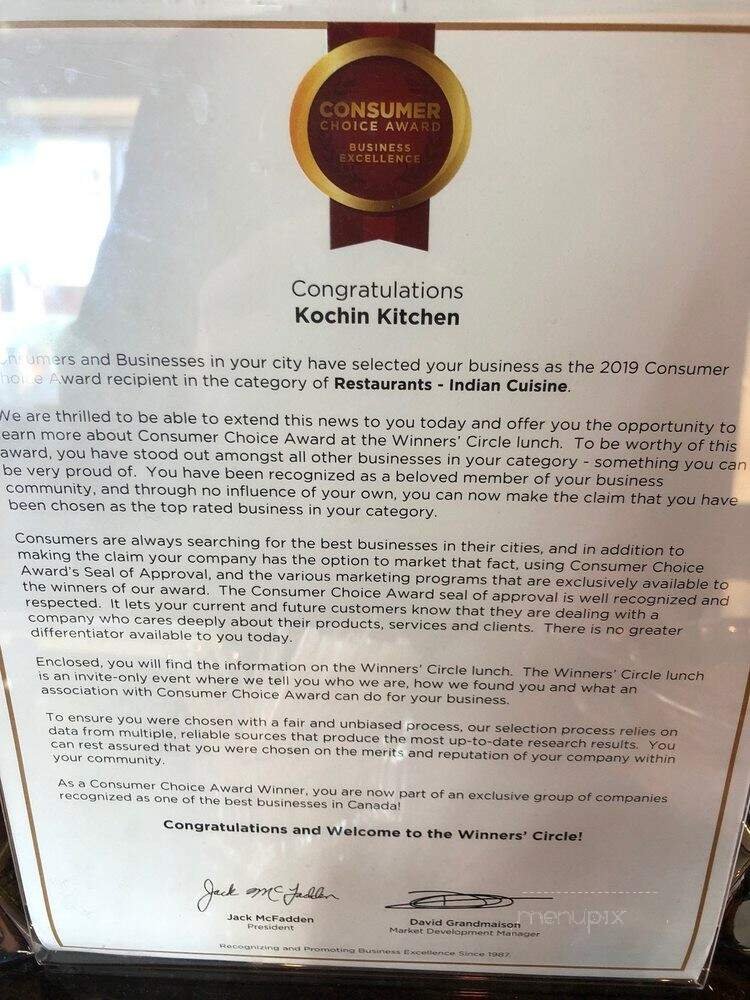 CONSUMER
CHOICE AWARD
BUSINESS
EXCELLENCE
Congratulations
Kochin Kitchen
umers and Businesses in your city have selected your business as the 2019 Consumer
Award recipient in the category of Restaurants - Indian Cuisine.
We are thrilled to be able to extend this news to you today and offer you the opportunity to
earn more about Consumer Choice Award at the Winners' Circle lunch. To be worthy of this
award, you have stood out amongst all other businesses in your category - something you can
be very proud of. You have been recognized as a beloved member of your business
community, and through no influence of your own, you can now make the claim that you have
been chosen as the top rated business in your category.
Consumers are always searching for the best businesses in their cities, and in addition to
making the claim your company has the option to market that fact, using Consumer Choice
Award's Seal of Approval, and the various marketing programs that are exclusively available to
the winners of our award. The Consumer Choice Award seal of approval is well recognized and
respected. It lets your current and future customers know that they are dealing with a
company who cares deeply about their products, services and clients. There is no greater
differentiator available to you today.
Enclosed, you will find the information on the Winners' Circle lunch. The Winners' Circle lunch
is an invite-only event where we tell you who we are, how we found you and what an
association with Consumer Choice Award can do for your business.
To ensure you were chosen with a fair and unbiased process, our selection process relies on
data from multiple, reliable sources that produce the most up-to-date research results. You
can rest assured that you were chosen on the merits and reputation of your company within
your community.
As a Consumer Choice Award Winner, you are now part of an exclusive group of companies
recognized as one of the best businesses in Canada!
Congratulations and Welcome to the Winners' Circle!
Jack McFadden
Jack McFadden
President
David Grandmaison
Market Development Manager
menupix
Recognizing and Promoting Business Excellence Since 1987.